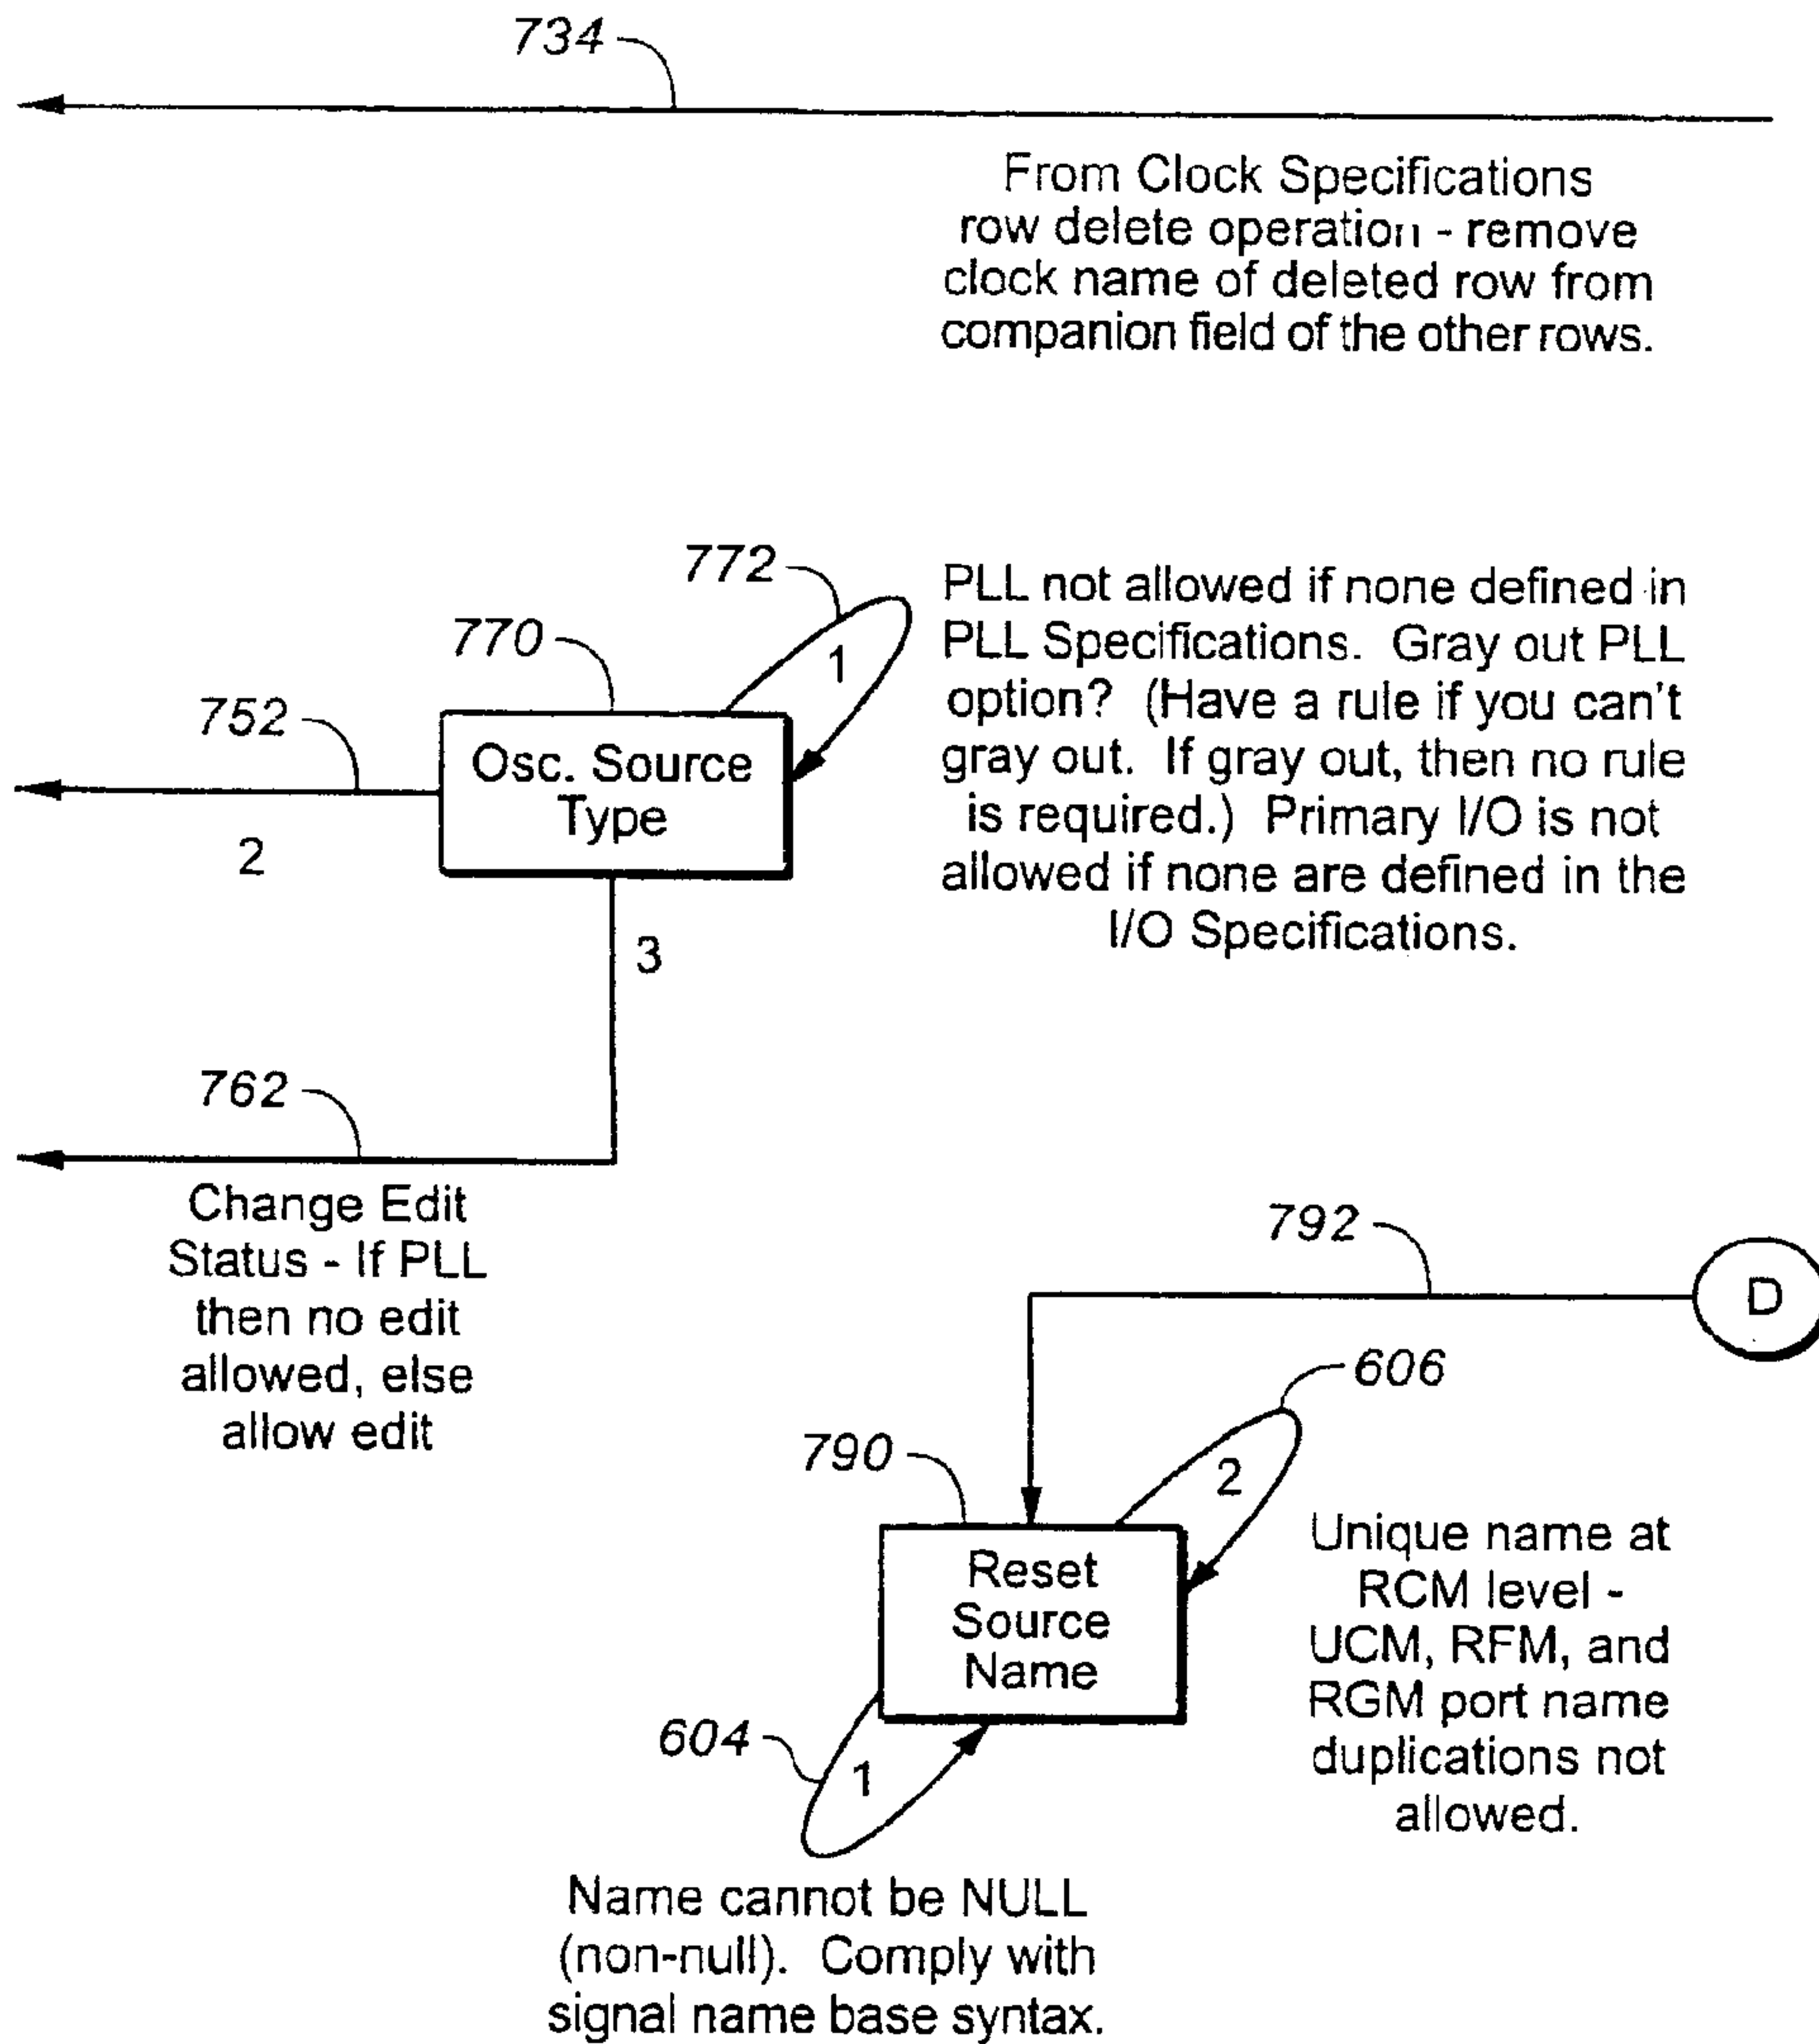 734
From Clock Specifications
row delete operation - remove
clock name of deleted row from
companion field of the other rows.
772
770
1
752
Osc. Source
Type
2
3
PLL not allowed if none defined in
PLL Specifications. Gray out PLL
option? (Have a rule if you can't
gray out. If gray out, then no rule
is required.) Primary I/O is not
allowed if none are defined in the
I/O Specifications.
762
Change Edit
Status - If PLL
then no edit
allowed, else
allow edit
792
D
606
790
2
Reset
Source
Name
Unique name at
RCM level -
UCM, RFM, and
RGM port name
duplications not
allowed.
604
1
Name cannot be NULL
(non-null). Comply with
signal name base syntax.